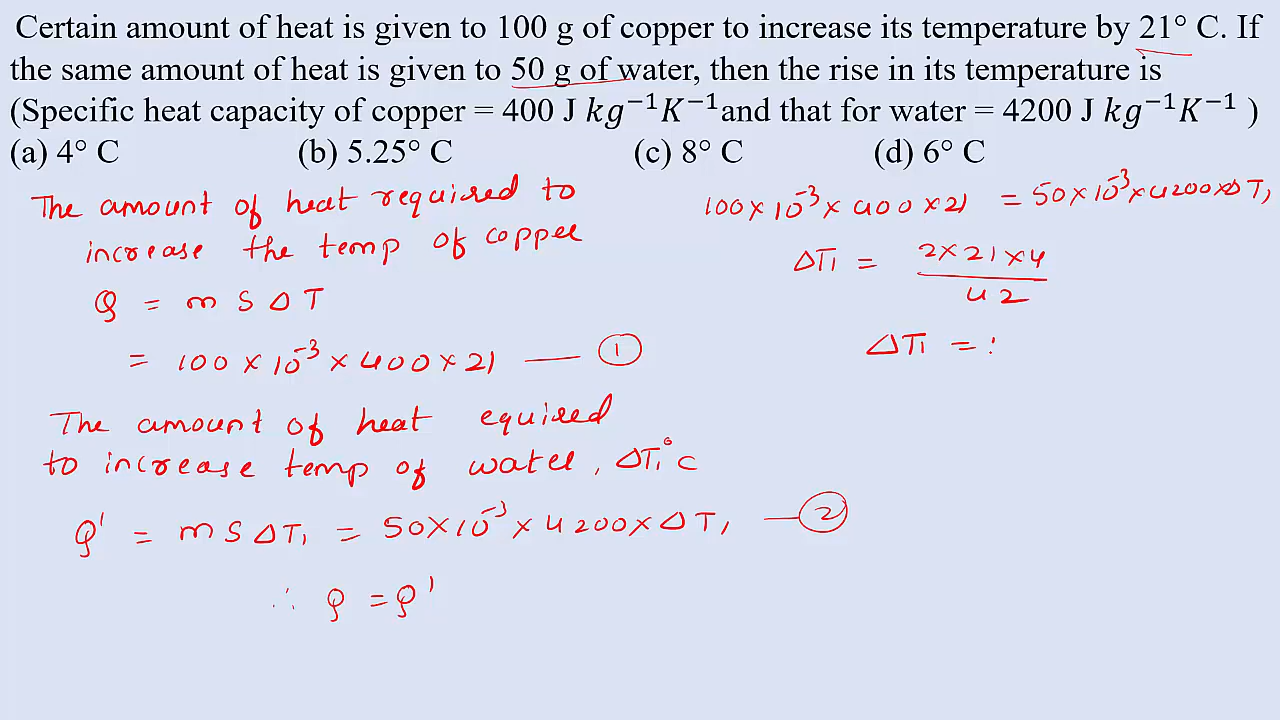 Certain amount of heat is given to 100 g of copper to increase its temperature by 21° C. If
the same amount of heat is given to 50 g of water, then the rise in its temperature is
(Specific heat capacity of copper = 400 J kg⁻¹K⁻¹and that for water = 4200 J kg⁻¹K⁻¹ )
(a) 4° C (b) 5.25° C (c) 8° C (d) 6° C
The amount of heat required to
increase the temp of copper
Q = m S Δ T
= 100 × 10⁻³ × 400 × 21 — ①
The amount of heat equired
to increase temp of water, ΔT₁°C
Q' = m S ΔT₁ = 50×10⁻³ × 4200 × ΔT₁ — ②
∴ Q = Q'
100 × 10⁻³ × 400 × 21 = 50×10⁻³×4200×ΔT₁
ΔT₁ = 2×21×4
42
ΔT₁ = :